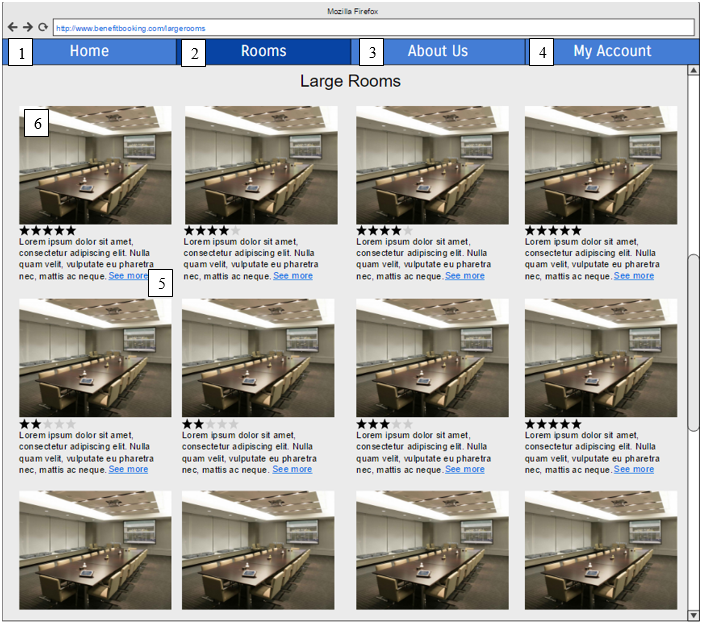 Mozilla Firefox
http://www.benefitbooking.com/largerooms
1 Home 2 Rooms 3 About Us 4 My Account
Large Rooms
6
Lorem ipsum dolor sit amet,
consectetur adipiscing elit. Nulla
quam velit, vulputate eu pharetra
nec, mattis ac neque. See more
5
Lorem ipsum dolor sit amet,
consectetur adipiscing elit. Nulla
quam velit, vulputate eu pharetra
nec, mattis ac neque. See more
Lorem ipsum dolor sit amet,
consectetur adipiscing elit. Nulla
quam velit, vulputate eu pharetra
nec, mattis ac neque. See more
Lorem ipsum dolor sit amet,
consectetur adipiscing elit. Nulla
quam velit, vulputate eu pharetra
nec, mattis ac neque. See more
Lorem ipsum dolor sit amet,
consectetur adipiscing elit. Nulla
quam velit, vulputate eu pharetra
nec, mattis ac neque. See more
Lorem ipsum dolor sit amet,
consectetur adipiscing elit. Nulla
quam velit, vulputate eu pharetra
nec, mattis ac neque. See more
Lorem ipsum dolor sit amet,
consectetur adipiscing elit. Nulla
quam velit, vulputate eu pharetra
nec, mattis ac neque. See more
Lorem ipsum dolor sit amet,
consectetur adipiscing elit. Nulla
quam velit, vulputate eu pharetra
nec, mattis ac neque. See more